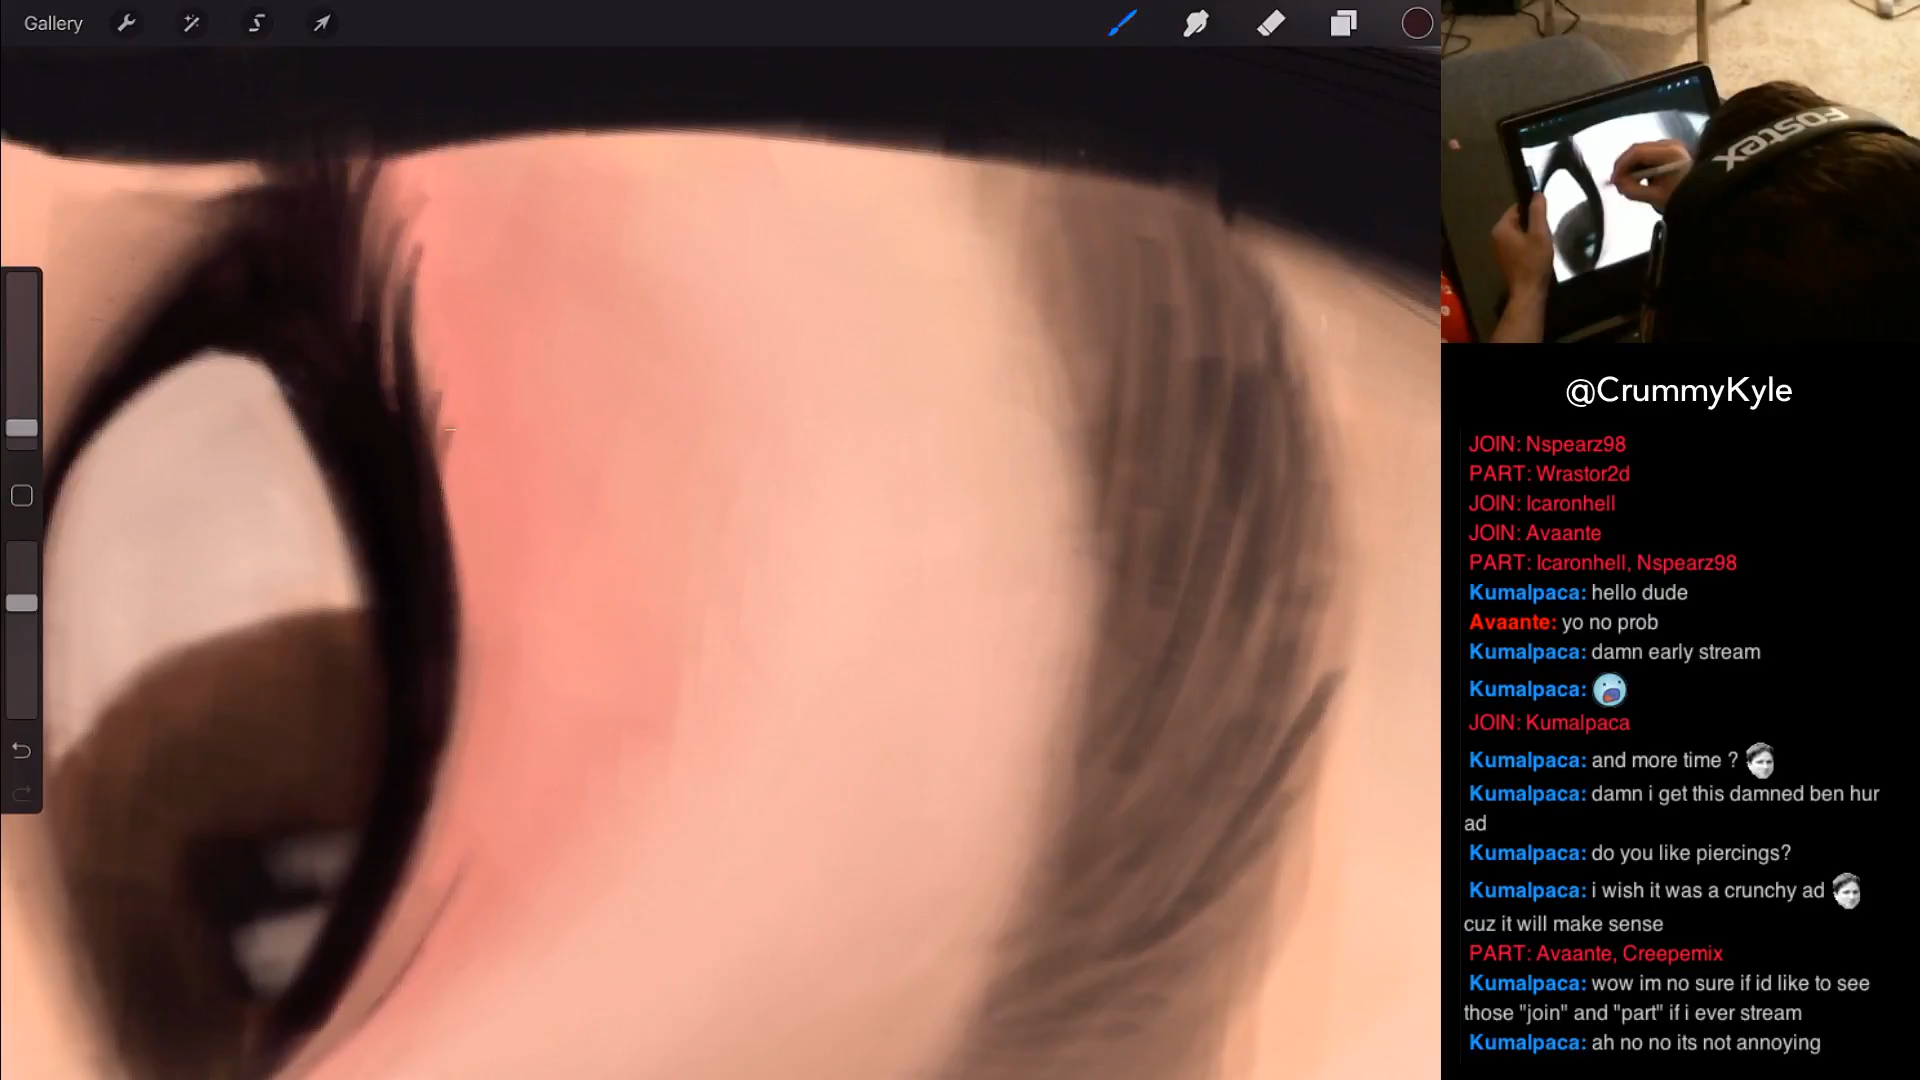 Gallery
FOSTEX
@CrummyKyle
JOIN: Nspearz98
PART: Wrastor2d
JOIN: Icaronhell
JOIN: Avaante
PART: Icaronhell, Nspearz98
Kumalpaca: hello dude
Avaante: yo no prob
Kumalpaca: damn early stream
Kumalpaca:
JOIN: Kumalpaca
Kumalpaca: and more time ?
Kumalpaca: damn i get this damned ben hur
ad
Kumalpaca: do you like piercings?
Kumalpaca: i wish it was a crunchy ad
cuz it will make sense
PART: Avaante, Creepemix
Kumalpaca: wow im no sure if id like to see
those "join" and "part" if i ever stream
Kumalpaca: ah no no its not annoying